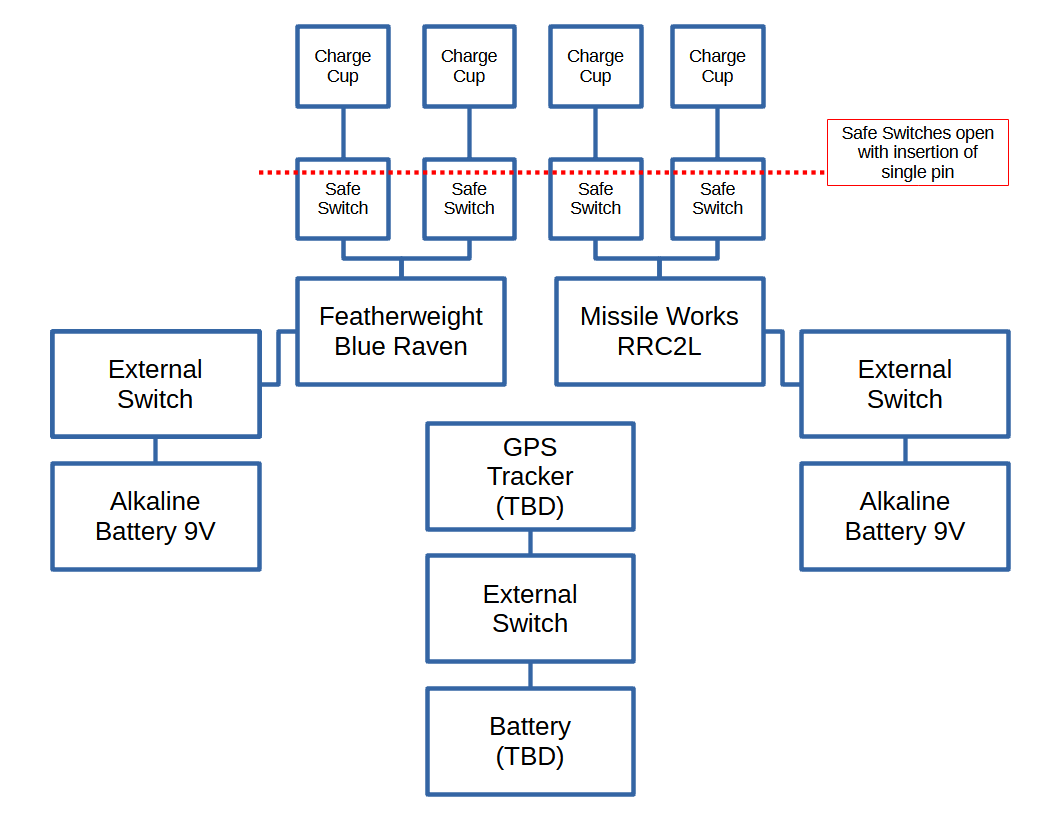 Charge
Cup
Charge
Cup
Charge
Cup
Charge
Cup
Safe Switches open
with insertion of
single pin
Safe
Switch
Safe
Switch
Safe
Switch
Safe
Switch
Featherweight
Blue Raven
Missile Works
RRC2L
External
Switch
External
Switch
GPS
Tracker
(TBD)
Alkaline
Battery 9V
Alkaline
Battery 9V
External
Switch
Battery
(TBD)